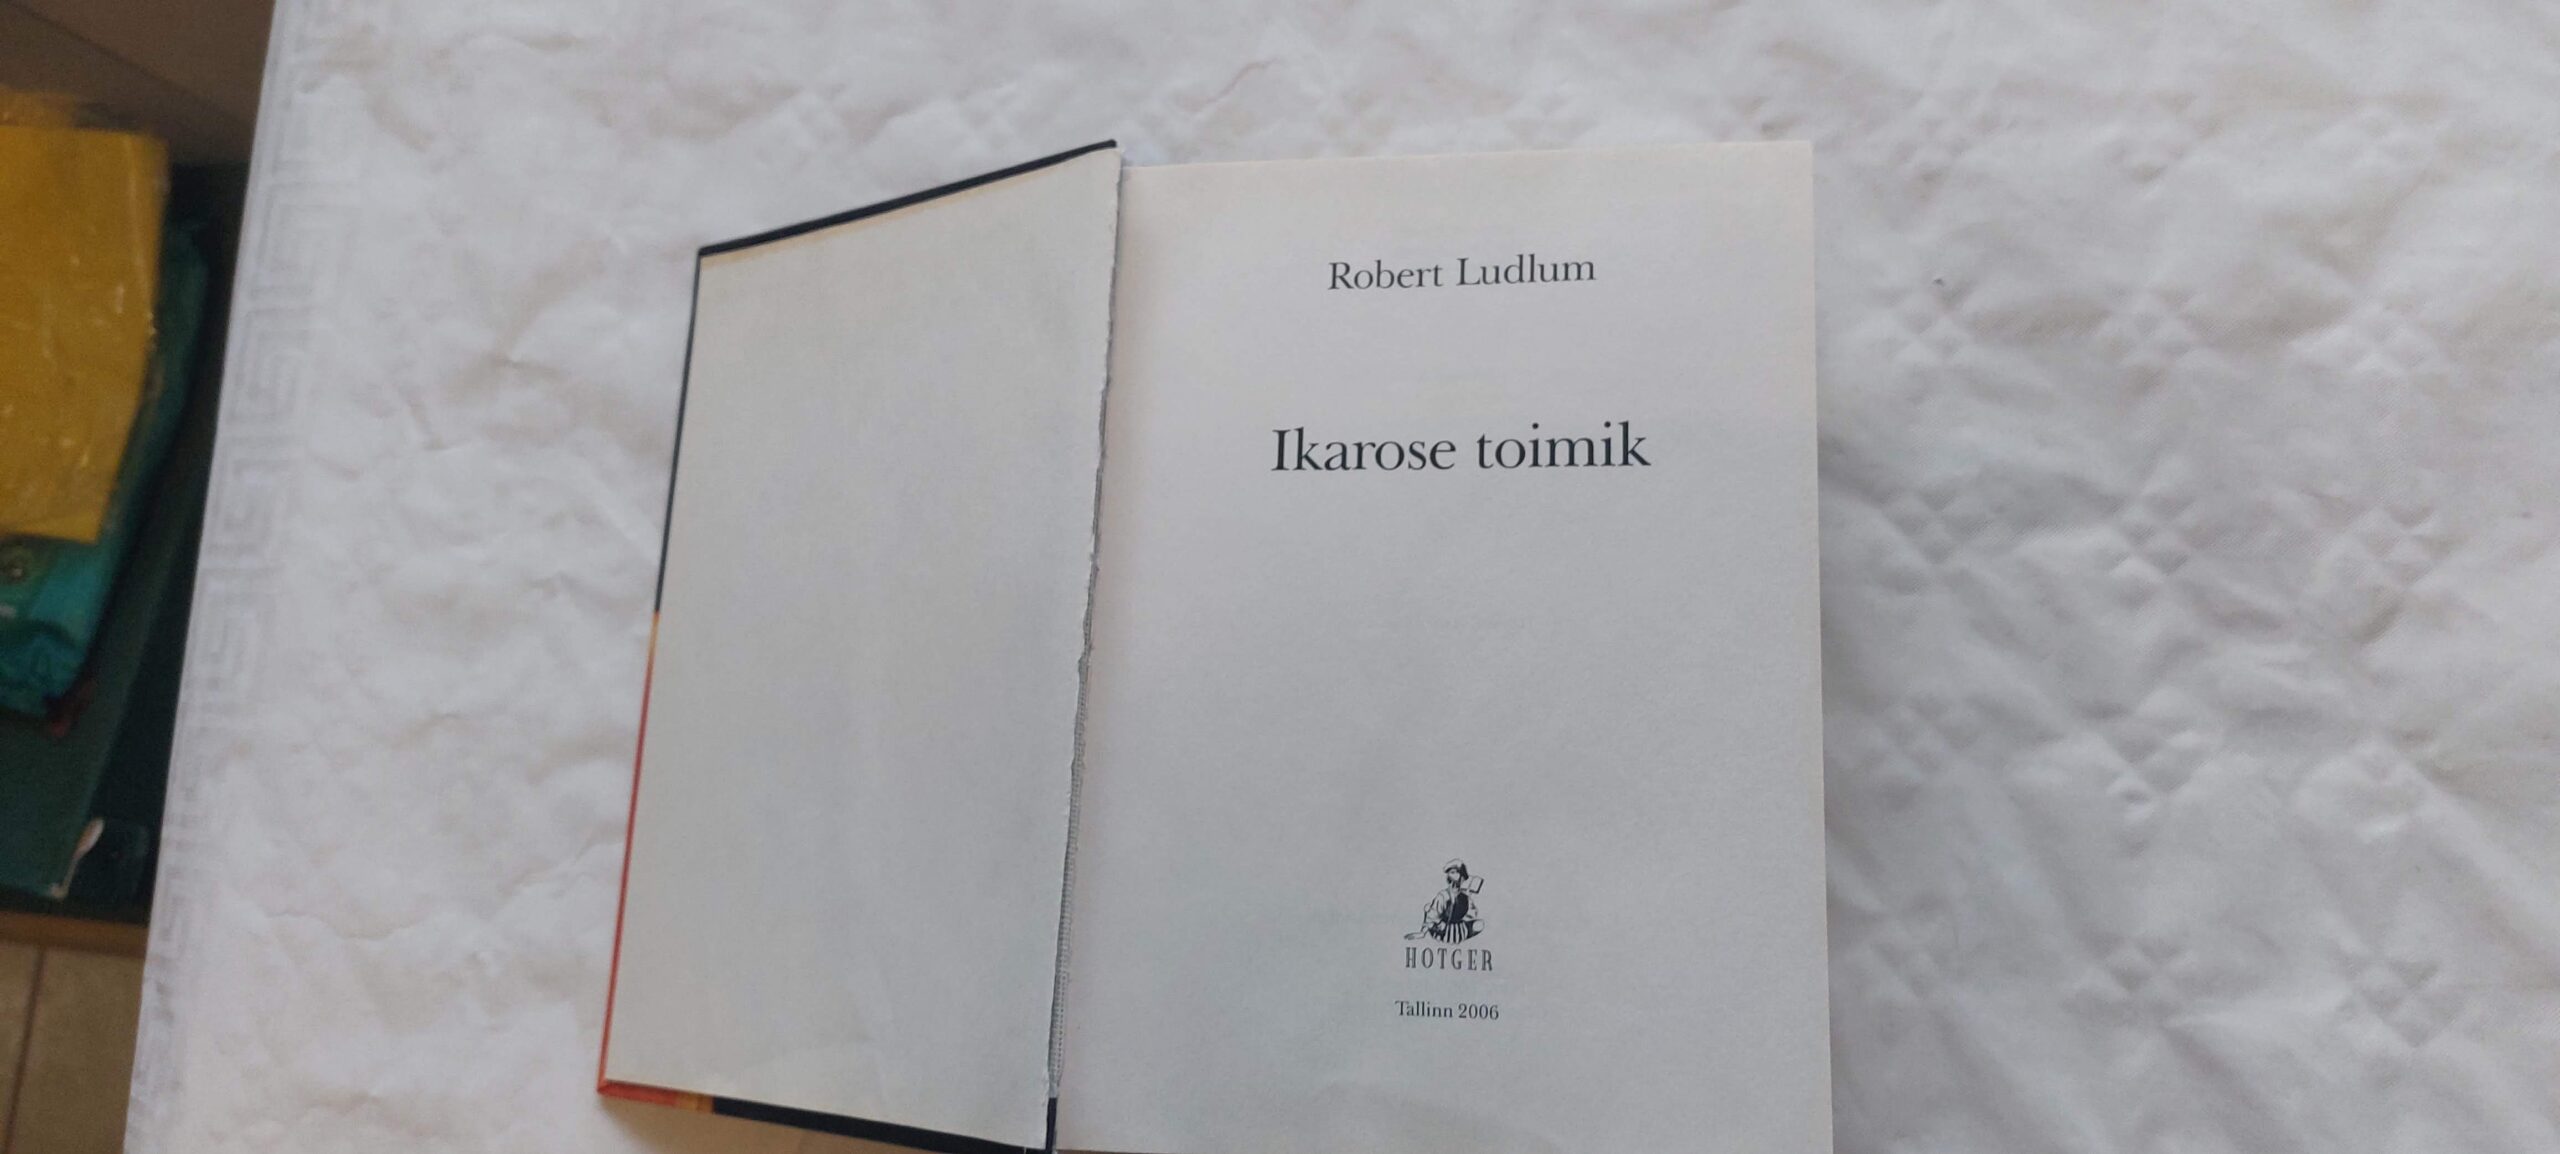 Robert Ludlum
Ikarose toimik
HOTGER
Tallinn 2006